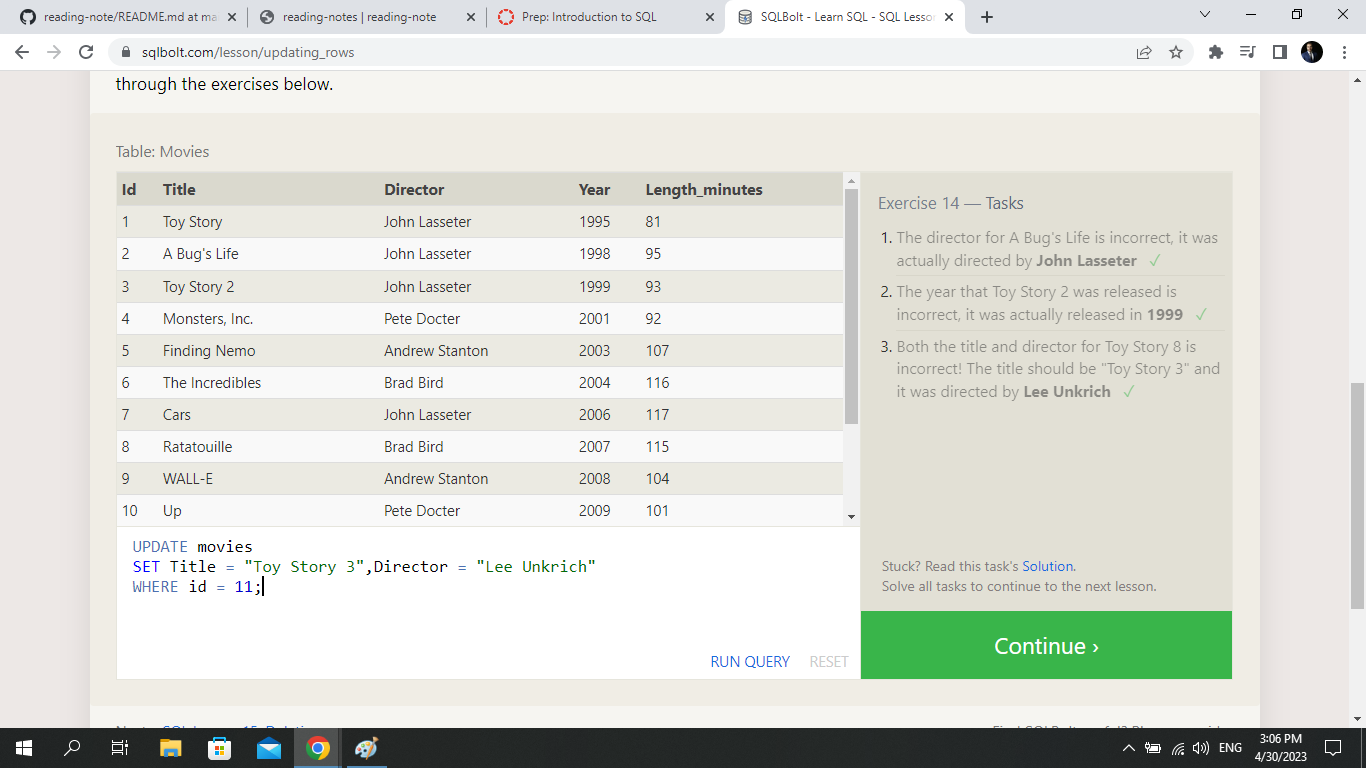 reading-note/README.md at ma
reading-notes | reading-note
Prep: Introduction to SQL
SQLBolt - Learn SQL - SQL Lesso
sqlbolt.com/lesson/updating_rows
through the exercises below.
Table: Movies
Id Title Director Year Length_minutes
1 Toy Story John Lasseter 1995 81
2 A Bug's Life John Lasseter 1998 95
3 Toy Story 2 John Lasseter 1999 93
4 Monsters, Inc. Pete Docter 2001 92
5 Finding Nemo Andrew Stanton 2003 107
6 The Incredibles Brad Bird 2004 116
7 Cars John Lasseter 2006 117
8 Ratatouille Brad Bird 2007 115
9 WALL-E Andrew Stanton 2008 104
10 Up Pete Docter 2009 101
UPDATE movies
SET Title = "Toy Story 3",Director = "Lee Unkrich"
WHERE id = 11;
RUN QUERY RESET
Exercise 14 — Tasks
1. The director for A Bug's Life is incorrect, it was
actually directed by John Lasseter ✓
2. The year that Toy Story 2 was released is
incorrect, it was actually released in 1999 ✓
3. Both the title and director for Toy Story 8 is
incorrect! The title should be "Toy Story 3" and
it was directed by Lee Unkrich ✓
Stuck? Read this task's Solution.
Solve all tasks to continue to the next lesson.
Continue ›
ENG
3:06 PM
4/30/2023